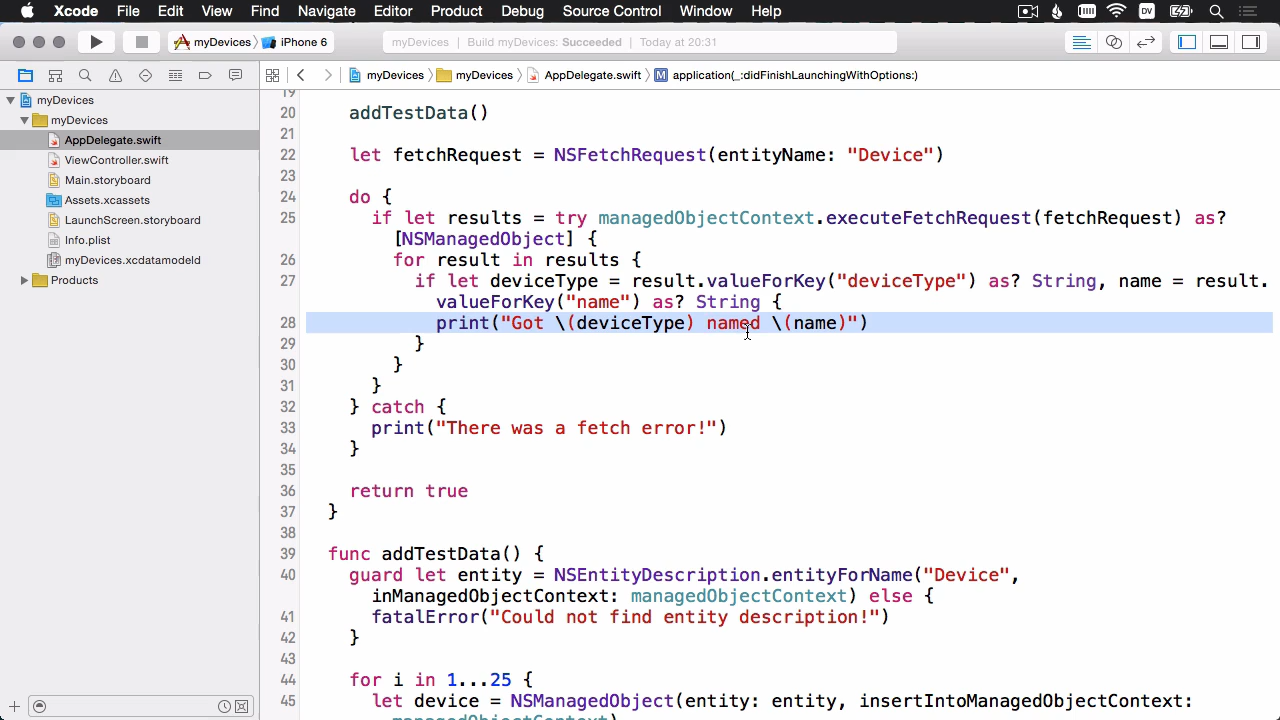 Xcode File Edit View Find Navigate Editor Product Debug Source Control Window Help DV
myDevices iPhone 6 myDevices | Build myDevices: Succeeded | Today at 20:31
myDevices myDevices AppDelegate.swift M application(_:didFinishLaunchingWithOptions:)
myDevices
myDevices
AppDelegate.swift
ViewController.swift
Main.storyboard
Assets.xcassets
LaunchScreen.storyboard
Info.plist
myDevices.xcdatamodeld
Products
19
20 addTestData()
21
22 let fetchRequest = NSFetchRequest(entityName: "Device")
23
24 do {
25 if let results = try managedObjectContext.executeFetchRequest(fetchRequest) as?
[NSManagedObject] {
26 for result in results {
27 if let deviceType = result.valueForKey("deviceType") as? String, name = result.
valueForKey("name") as? String {
28 print("Got \(deviceType) named \(name)")
29 }
30 }
31 }
32 } catch {
33 print("There was a fetch error!")
34 }
35
36 return true
37 }
38
39 func addTestData() {
40 guard let entity = NSEntityDescription.entityForName("Device",
inManagedObjectContext: managedObjectContext) else {
41 fatalError("Could not find entity description!")
42 }
43
44 for i in 1...25 {
45 let device = NSManagedObject(entity: entity, insertIntoManagedObjectContext:
managedObjectContext)